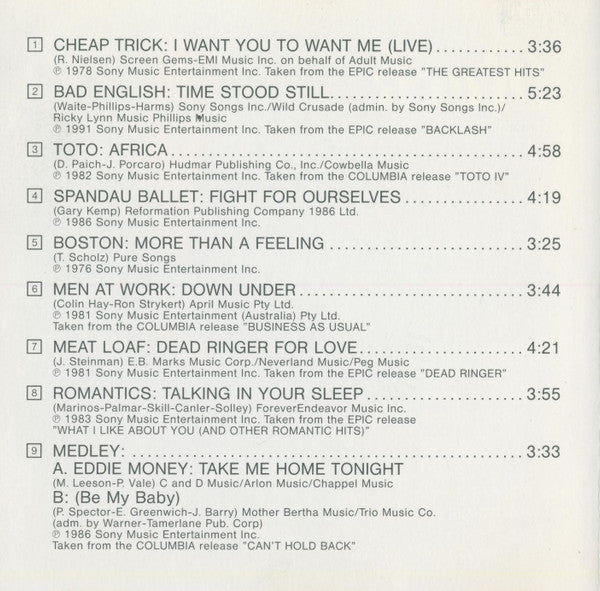 1 CHEAP TRICK: I WANT YOU TO WANT ME (LIVE) ............ 3:36
(R. Nielsen) Screen Gems-EMI Music Inc. on behalf of Adult Music
℗ 1978 Sony Music Entertainment Inc. Taken from the EPIC release "THE GREATEST HITS"
2 BAD ENGLISH: TIME STOOD STILL ........................ 5:23
(Waite-Phillips-Harms) Sony Songs Inc./Wild Crusade (admin. by Sony Songs Inc.)/
Ricky Lynn Music Phillips Music
℗ 1991 Sony Music Entertainment Inc. Taken from the EPIC release "BACKLASH"
3 TOTO: AFRICA ........................................ 4:58
(D. Paich-J. Porcaro) Hudmar Publishing Co., Inc./Cowbella Music
℗ 1982 Sony Music Entertainment Inc. Taken from the COLUMBIA release "TOTO IV"
4 SPANDAU BALLET: FIGHT FOR OURSELVES ................ 4:19
(Gary Kemp) Reformation Publishing Company 1986 Ltd.
℗ 1986 Sony Music Entertainment Inc.
5 BOSTON: MORE THAN A FEELING ........................ 3:25
(T. Scholz) Pure Songs
℗ 1976 Sony Music Entertainment Inc.
6 MEN AT WORK: DOWN UNDER ............................ 3:44
(Colin Hay-Ron Strykert) April Music Pty Ltd.
℗ 1981 Sony Music Entertainment (Australia) Pty Ltd.
Taken from the COLUMBIA release "BUSINESS AS USUAL"
7 MEAT LOAF: DEAD RINGER FOR LOVE .................... 4:21
(J. Steinman) E.B. Marks Music Corp./Neverland Music/Peg Music
℗ 1981 Sony Music Entertainment Inc. Taken from the EPIC release "DEAD RINGER"
8 ROMANTICS: TALKING IN YOUR SLEEP ................... 3:55
(Marinos-Palmar-Skill-Canler-Solley) ForeverEndeavor Music Inc.
℗ 1983 Sony Music Entertainment Inc. Taken from the EPIC release
"WHAT I LIKE ABOUT YOU (AND OTHER ROMANTIC HITS)"
9 MEDLEY: ............................................ 3:33
A. EDDIE MONEY: TAKE ME HOME TONIGHT
(M. Leeson-P. Vale) C and D Music/Arlon Music/Chappel Music
B: (Be My Baby)
(P. Spector-E. Greenwich-J. Barry) Mother Bertha Music/Trio Music Co.
(adm. by Warner-Tamerlane Pub. Corp)
℗ 1986 Sony Music Entertainment Inc.
Taken from the COLUMBIA release "CAN'T HOLD BACK"